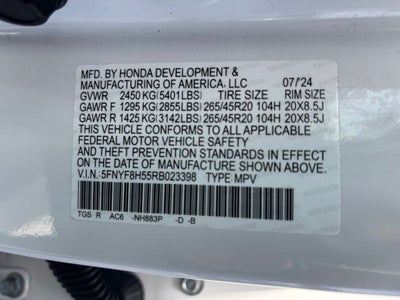 MFD. BY HONDA DEVELOPMENT &
MANUFACTURING OF AMERICA, LLC 07/'24
GVWR 2450 KG(5401LBS) TIRE SIZE RIM SIZE
GAWR F 1295 KG(2855LBS) 265/45R20 104H 20X8.5J
GAWR R 1425 KG(3142LBS) 265/45R20 104H 20X8.5J
THIS VEHICLE CONFORMS TO ALL APPLICABLE
FEDERAL MOTOR VEHICLE SAFETY
AND THEFT PREVENTION STANDARDS IN EFFECT
ON THE DATE OF MANUFACTURE SHOWN ABOVE.
V.I.N.:5FNYF8H55RB023398 TYPE:MPV
TGS R AC6 -NH883P -D -B